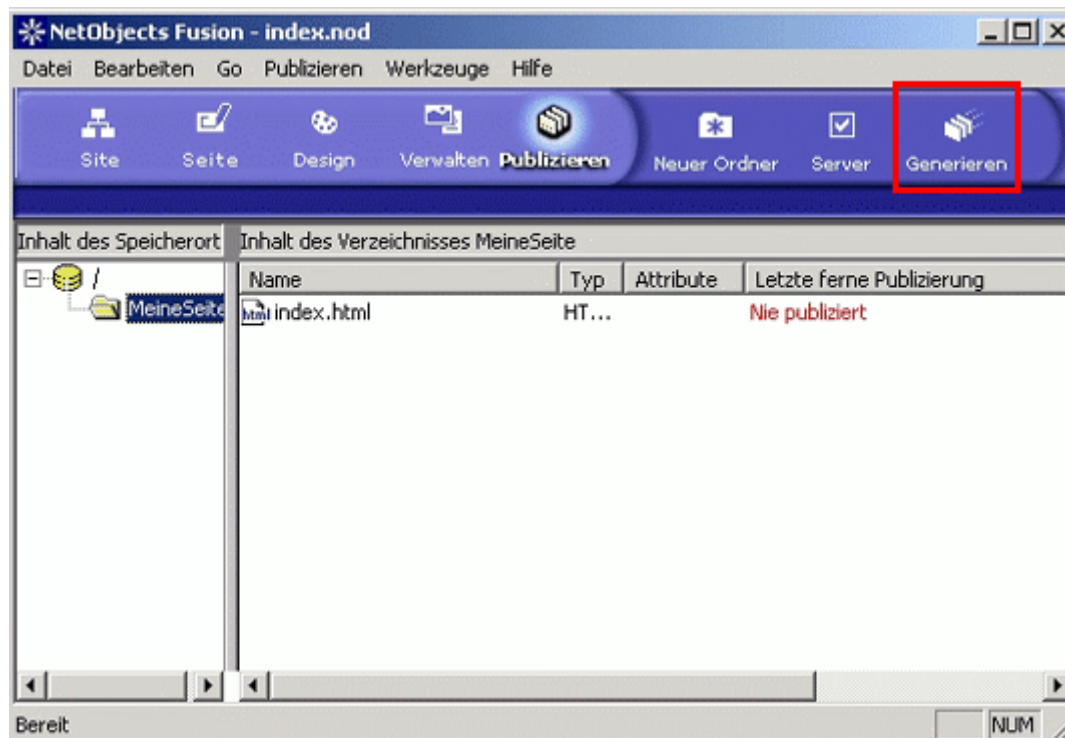 NetObjects Fusion - index.nod
Datei Bearbeiten Go Publizieren Werkzeuge Hilfe
Site Seite Design Verwalten Publizieren Neuer Ordner Server Generieren
Inhalt des Speicherort Inhalt des Verzeichnisses MeineSeite
/ Name Typ Attribute Letzte ferne Publizierung
MeineSeite html index.html HT... Nie publiziert
Bereit NUM